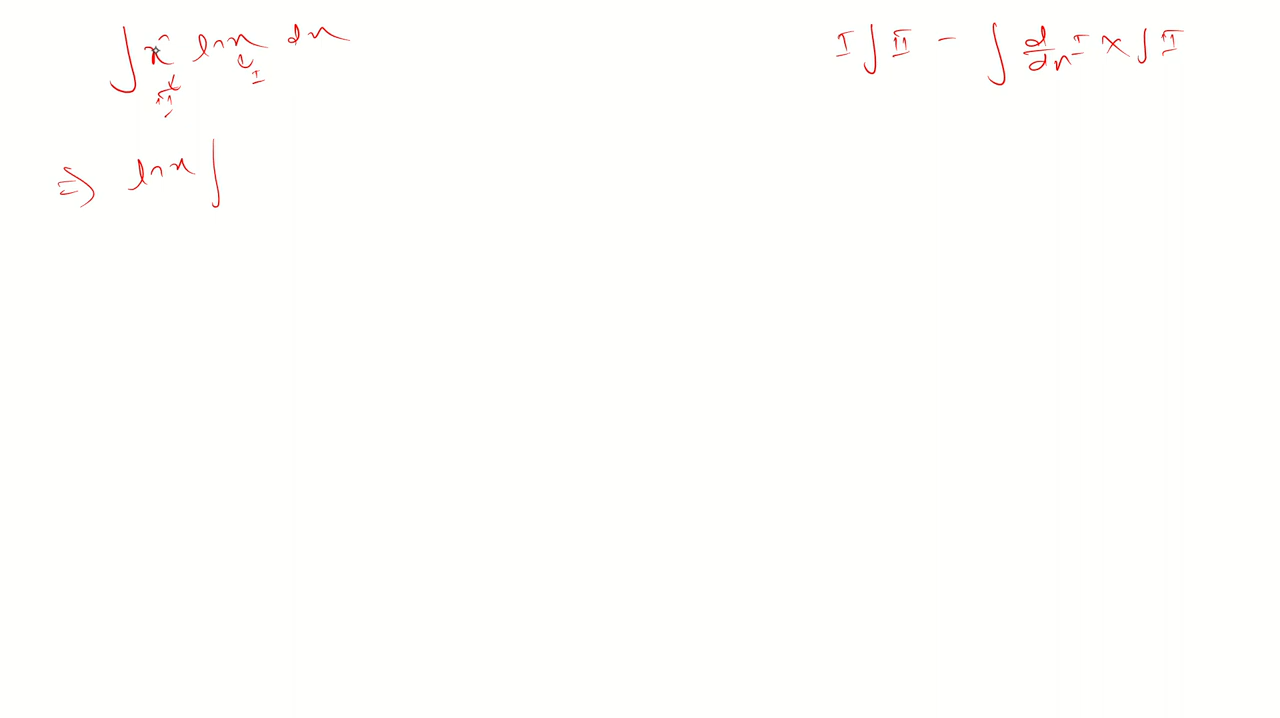 ∫ x² ln x dx
II I
⇒ ln x ∫
I ∫ II − ∫ d/dx I × ∫ II